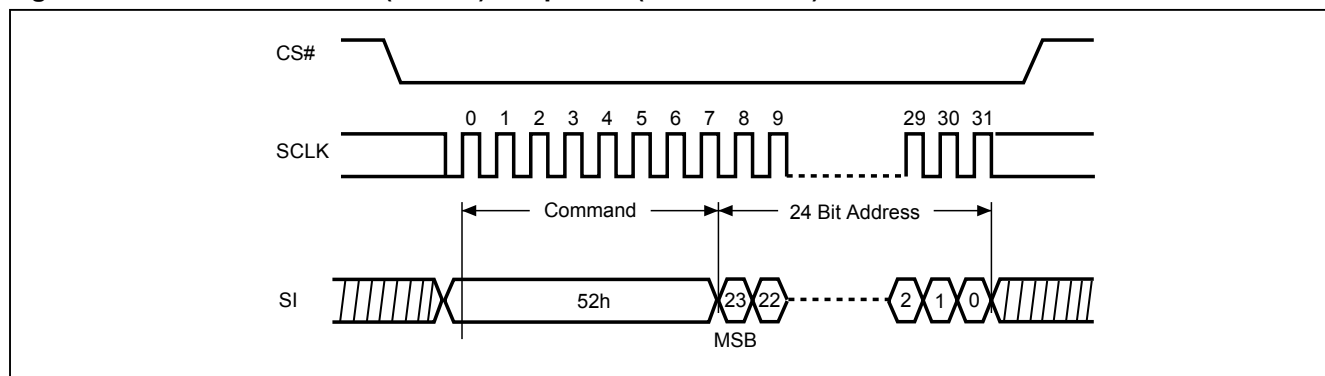 CS#
0 1 2 3 4 5 6 7 8 9 29 30 31
SCLK
Command 24 Bit Address
SI 52h 23 22 2 1 0
MSB